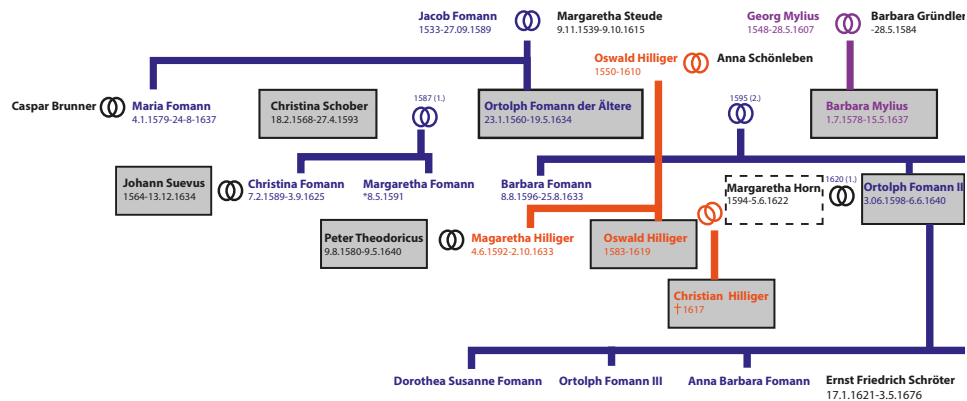 Jacob Fomann
1533-27.09.1589
Margaretha Steude
9.11.1539-9.10.1615
Georg Mylius
1548-28.5.1607
Barbara Gründler
-28.5.1584
Oswald Hilliger
1550-1610
Anna Schönleben
Caspar Brunner
Maria Fomann
4.1.1579-24-8-1637
Christina Schober
18.2.1568-27.4.1593
1587 (1.)
Ortolph Fomann der Ältere
23.1.1560-19.5.1634
1595 (2.)
Barbara Mylius
1.7.1578-15.5.1637
Johann Suevus
1564-13.12.1634
Christina Fomann
7.2.1589-3.9.1625
Margaretha Fomann
*8.5.1591
Barbara Fomann
8.8.1596-25.8.1633
Margaretha Horn
1594-5.6.1622
1620 (1.)
Ortolph Fomann II
3.06.1598-6.6.1640
Peter Theodoricus
9.8.1580-9.5.1640
Magaretha Hilliger
4.6.1592-2.10.1633
Oswald Hilliger
1583-1619
Christian Hilliger
†1617
Dorothea Susanne Fomann
Ortolph Fomann III
Anna Barbara Fomann
Ernst Friedrich Schröter
17.1.1621-3.5.1676